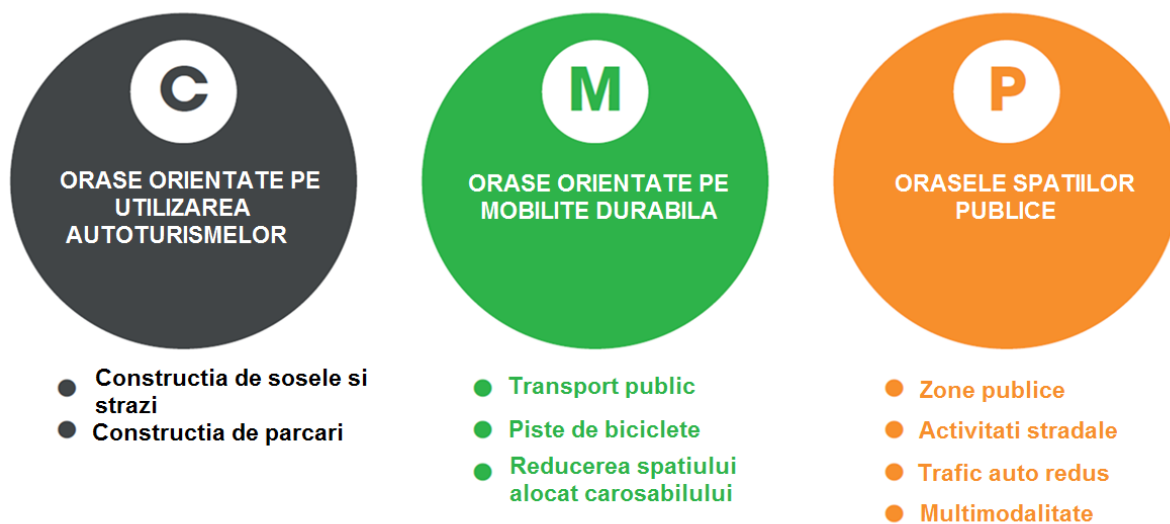 C
ORASE ORIENTATE PE
UTILIZAREA
AUTOTURISMELOR
Constructia de sosele si
strazi
Constructia de parcari
M
ORASE ORIENTATE PE
MOBILITE DURABILA
Transport public
Piste de biciclete
Reducerea spatiului
alocat carosabilului
P
ORASELE SPATIILOR
PUBLICE
Zone publice
Activitati stradale
Trafic auto redus
Multimodalitate